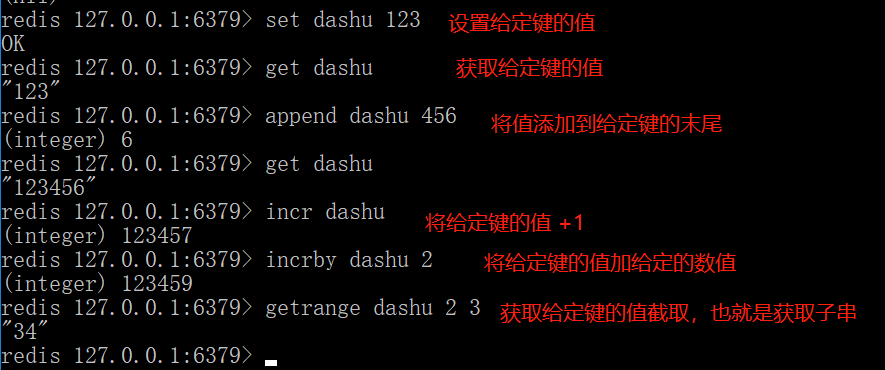 redis 127.0.0.1:6379> set dashu 123 设置给定键的值
OK
redis 127.0.0.1:6379> get dashu 获取给定键的值
"123"
redis 127.0.0.1:6379> append dashu 456 将值添加到给定键的末尾
(integer) 6
redis 127.0.0.1:6379> get dashu
"123456"
redis 127.0.0.1:6379> incr dashu 将给定键的值 +1
(integer) 123457
redis 127.0.0.1:6379> incrby dashu 2 将给定键的值加给定的数值
(integer) 123459
redis 127.0.0.1:6379> getrange dashu 2 3 获取给定键的值截取，也就是获取子串
"34"
redis 127.0.0.1:6379>